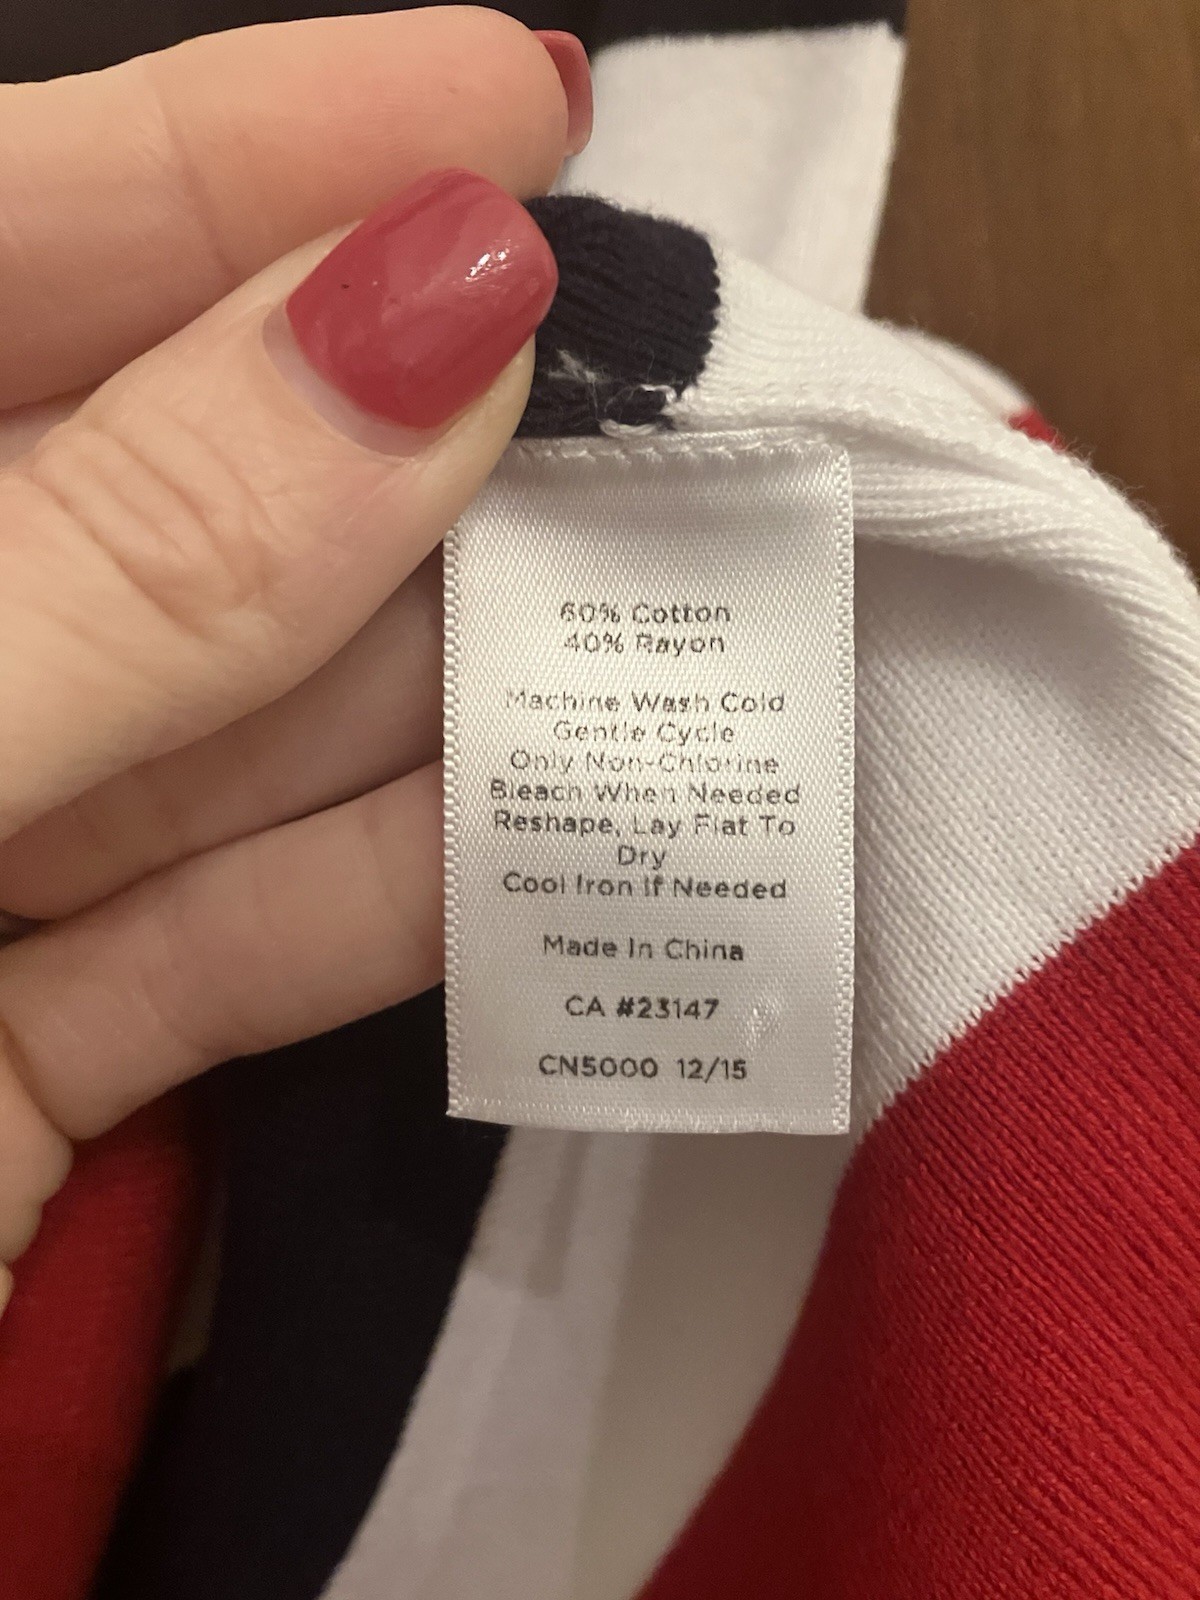 60% Cotton
40% Rayon
Machine Wash Cold
Gentle Cycle
Only Non-Chlorine
Bleach When Needed
Reshape, Lay Flat To
Dry
Cool Iron If Needed
Made In China
CA #23147
CN5000 12/15